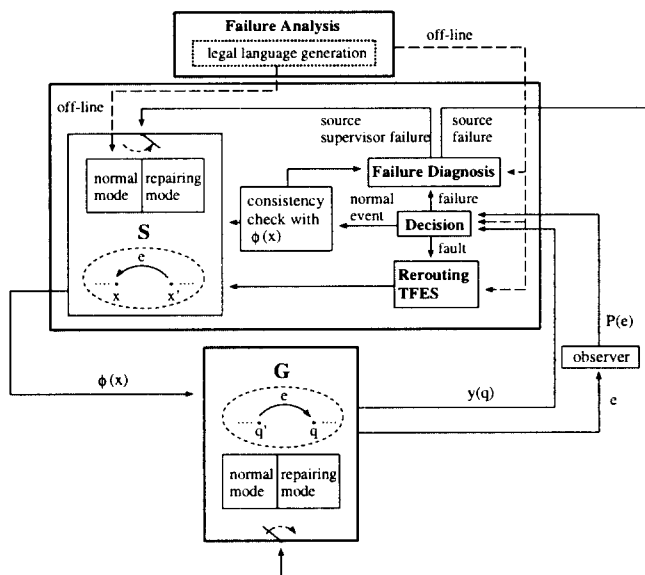 Failure Analysis
legal language generation
off-line
off-line
source
supervisor failure
source
failure
normal
mode
repairing
mode
consistency
check with
ϕ(x)
normal
event
Failure Diagnosis
failure
Decision
fault
Rerouting
TFES
S
e
x
x'
P(e)
observer
ϕ(x)
y(q)
e
G
e
q'
q
normal
mode
repairing
mode